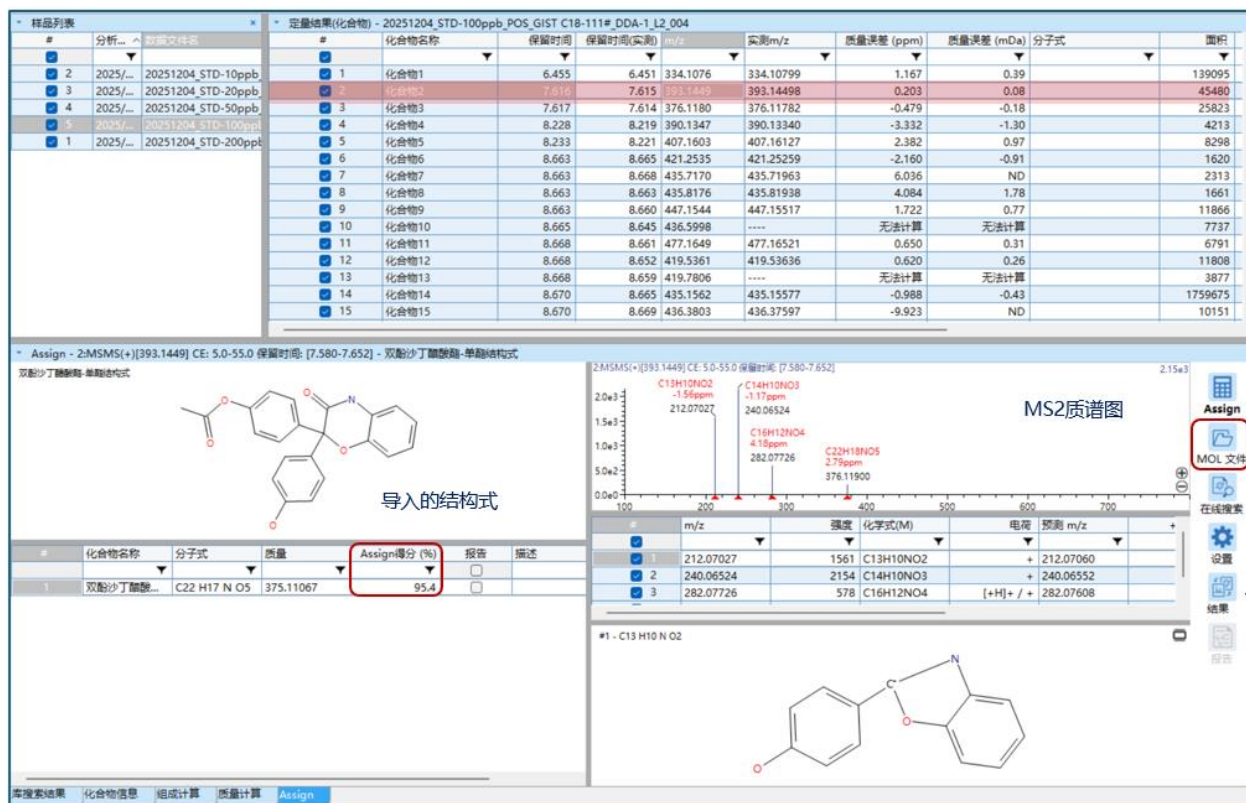 样品列表
# 分析... 数据文件名
2 2025/... 20251204_STD-10ppb_
3 2025/... 20251204_STD-20ppb_
4 2025/... 20251204_STD-50ppb_
5 2025/... 20251204_STD-100ppb
1 2025/... 20251204_STD-200ppb
定量结果(化合物) - 20251204_STD-100ppb_POS_GIST C18-111#_DDA-1_L2_004
# 化合物名称 保留时间 保留时间(实测) m/z 实测m/z 质量误差 (ppm) 质量误差 (mDa) 分子式 面积
1 化合物1 6.455 6.451 334.1076 334.10799 1.167 0.39 139095
2 化合物2 7.616 7.615 393.1449 393.14498 0.203 0.08 45480
3 化合物3 7.617 7.614 376.1180 376.11782 -0.479 -0.18 25823
4 化合物4 8.228 8.219 390.1347 390.13340 -3.332 -1.30 4213
5 化合物5 8.233 8.221 407.1603 407.16127 2.382 0.97 8298
6 化合物6 8.663 8.665 421.2535 421.25259 -2.160 -0.91 1620
7 化合物7 8.663 8.668 435.7170 435.71963 6.036 ND 2313
8 化合物8 8.663 8.663 435.8176 435.81938 4.084 1.78 1661
9 化合物9 8.663 8.660 447.1544 447.15517 1.722 0.77 11866
10 化合物10 8.665 8.645 436.5998 ---- 无法计算 无法计算 7737
11 化合物11 8.668 8.661 477.1649 477.16521 0.650 0.31 6791
12 化合物12 8.668 8.652 419.5361 419.53636 0.620 0.26 11808
13 化合物13 8.668 8.659 419.7806 ---- 无法计算 无法计算 3877
14 化合物14 8.670 8.665 435.1562 435.15577 -0.988 -0.43 1759675
15 化合物15 8.670 8.669 436.3803 436.37597 -9.923 ND 10151
Assign - 2:MSMS(+)[393.1449] CE: 5.0-55.0 保留时间: [7.580-7.652] - 双酚沙丁醋酸酯-单酯结构式
双酚沙丁醋酸酯-单酯结构式
O
O
O
N
O
O
导入的结构式
# 化合物名称 分子式 质量 Assign得分 (%) 报告 描述
1 双酚沙丁醋酸... C22 H17 N O5 375.11067 95.4
2:MSMS(+)[393.1449] CE: 5.0-55.0 保留时间: [7.580-7.652]
2.15e3
C13H10NO2
-1.56ppm
212.07027
C14H10NO3
-1.17ppm
240.06524
C16H12NO4
4.18ppm
282.07726
C22H18NO5
2.79ppm
376.11900
MS2质谱图
2.0e3
1.5e3
1.0e3
5.0e2
0.0e0
100 200 300 400 500 600 700
# m/z 强度 化学式(M) 电荷 预测 m/z +
1 212.07027 1561 C13H10NO2 + 212.07060
2 240.06524 2154 C14H10NO3 + 240.06552
3 282.07726 578 C16H12NO4 [+H]+ / + 282.07608
#1 - C13 H10 N O2
N
C
O
O
Assign
MOL 文件
在线搜索
设置
结果
报告
库搜索结果 化合物信息 组成计算 质量计算 Assign